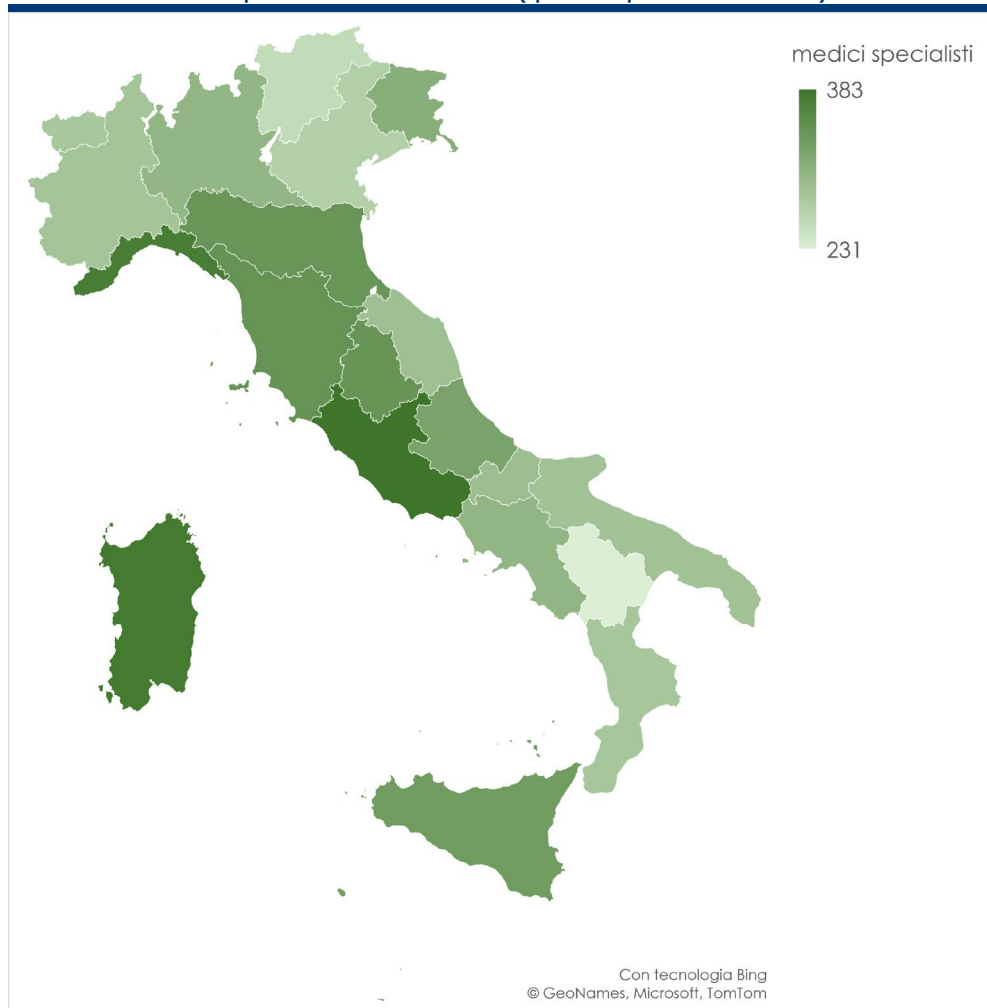 medici specialisti
383
231
Con tecnologia Bing
© GeoNames, Microsoft, TomTom